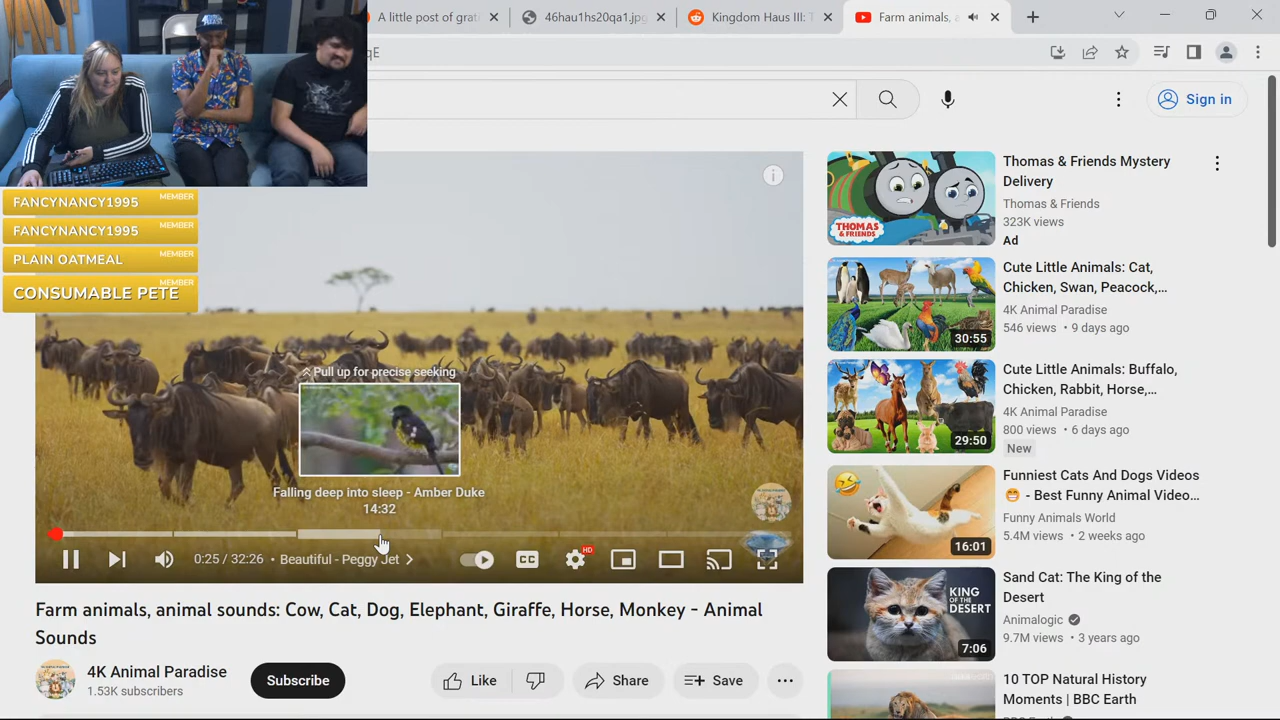 A little post of grat
46hau1hs20qa1.jpg
Kingdom Haus III T
Farm animals, a
qE
Sign in
FANCYNANCY1995 MEMBER
FANCYNANCY1995 MEMBER
PLAIN OATMEAL MEMBER
CONSUMABLE PETE MEMBER
Pull up for precise seeking
Falling deep into sleep - Amber Duke
14:32
0:25 / 32:26 • Beautiful - Peggy Jet
CC
HD
Farm animals, animal sounds: Cow, Cat, Dog, Elephant, Giraffe, Horse, Monkey - Animal
Sounds
4K Animal Paradise
1.53K subscribers
Subscribe
Like
Share
Save
THOMAS
& FRIENDS
Thomas & Friends Mystery
Delivery
Thomas & Friends
323K views
Ad
30:55
Cute Little Animals: Cat,
Chicken, Swan, Peacock,...
4K Animal Paradise
546 views • 9 days ago
29:50
Cute Little Animals: Buffalo,
Chicken, Rabbit, Horse,...
4K Animal Paradise
800 views • 6 days ago
New
16:01
Funniest Cats And Dogs Videos
😁 - Best Funny Animal Video...
Funny Animals World
5.4M views • 2 weeks ago
KING
OF THE
DESERT
7:06
Sand Cat: The King of the
Desert
Animalogic
9.7M views • 3 years ago
10 TOP Natural History
Moments | BBC Earth